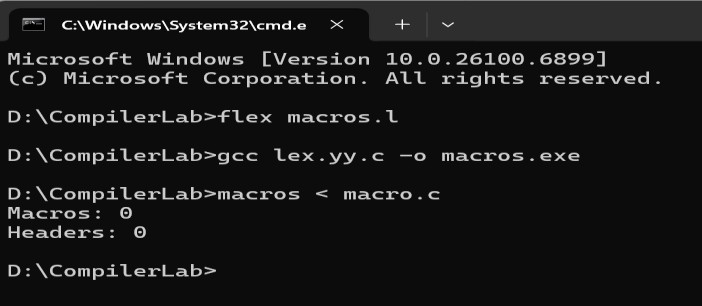 C:\Windows\System32\cmd.e
Microsoft Windows [Version 10.0.26100.6899]
(c) Microsoft Corporation. All rights reserved.
D:\CompilerLab>flex macros.l
D:\CompilerLab>gcc lex.yy.c -o macros.exe
D:\CompilerLab>macros < macro.c
Macros: 0
Headers: 0
D:\CompilerLab>